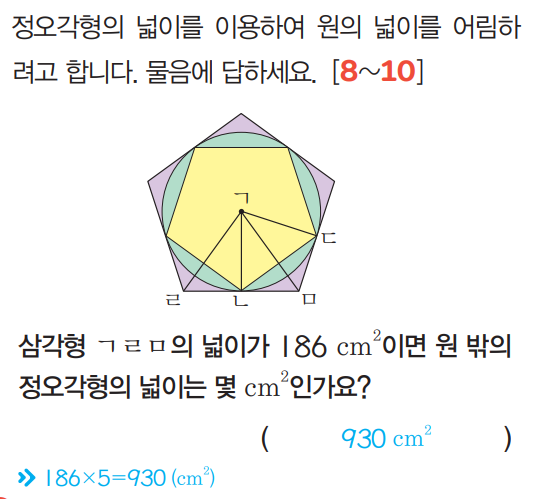 정오각형의 넓이를 이용하여 원의 넓이를 어림하
려고 합니다. 물음에 답하세요. [8~10]
ㄱ
ㄷ
ㄹ ㄴ ㅁ
삼각형 ㄱㄹㅁ의 넓이가 186 cm²이면 원 밖의
정오각형의 넓이는 몇 cm²인가요?
( 930 cm² )
» 186×5=930 (cm²)